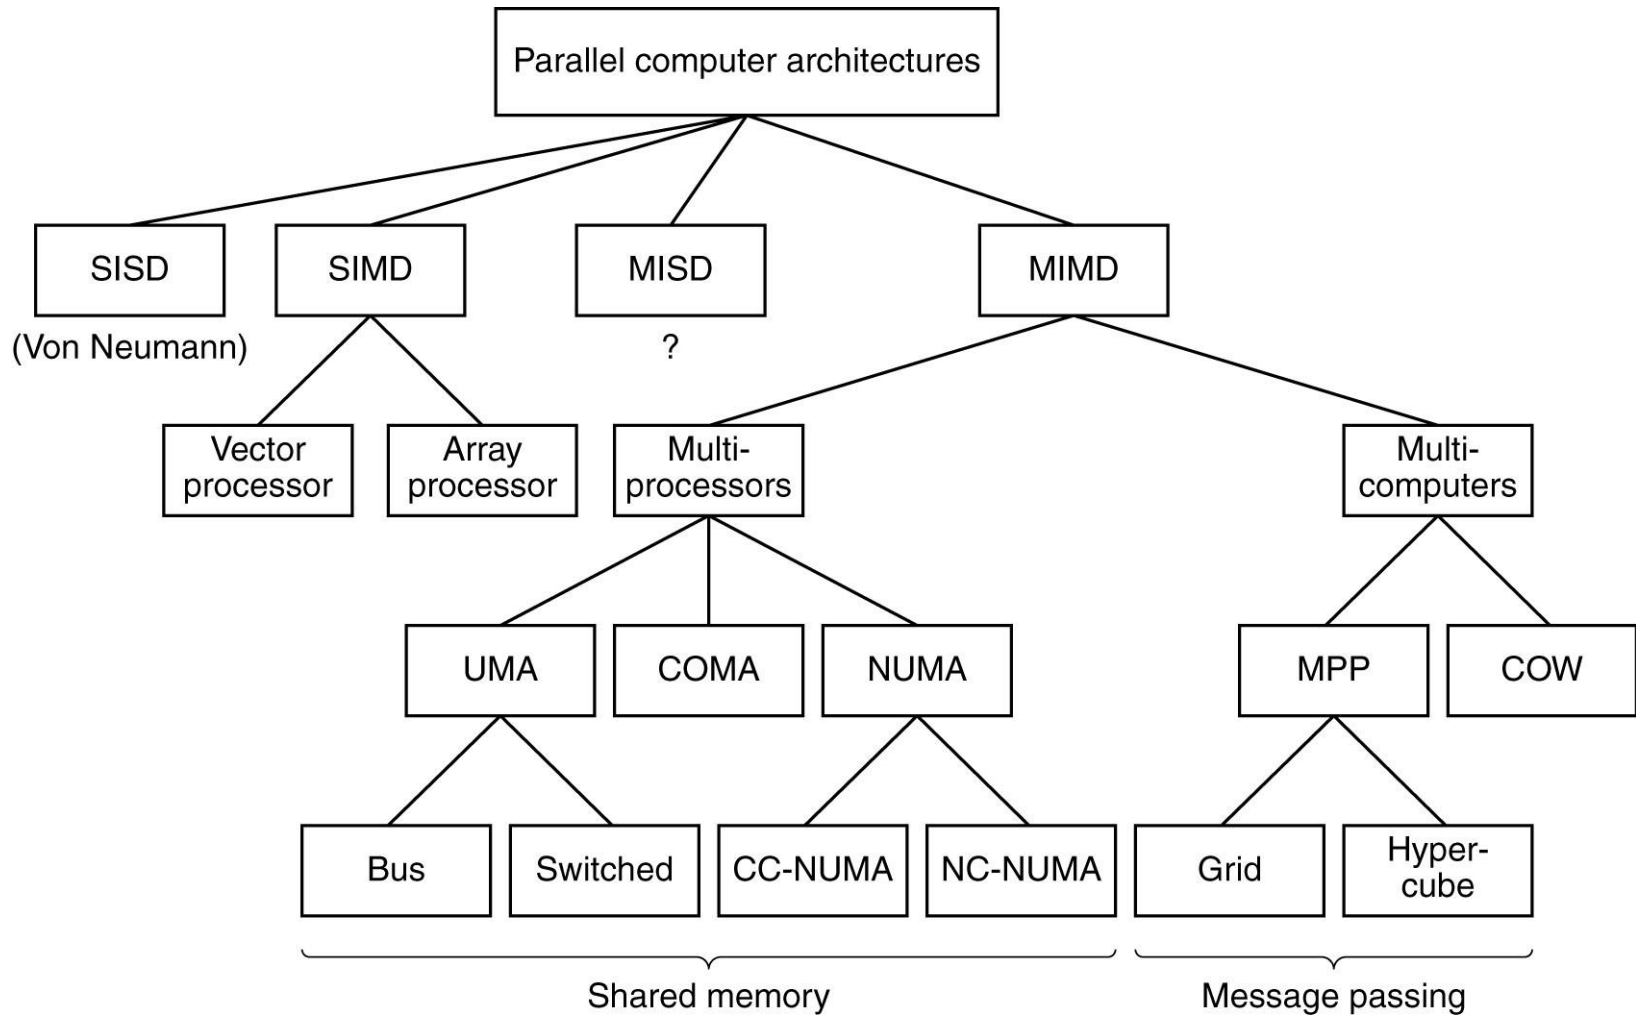 Parallel computer architectures
SISD
SIMD
MISD
MIMD
(Von Neumann)
?
Vector
processor
Array
processor
Multi-
processors
Multi-
computers
UMA
COMA
NUMA
MPP
COW
Bus
Switched
CC-NUMA
NC-NUMA
Grid
Hyper-
cube
Shared memory
Message passing